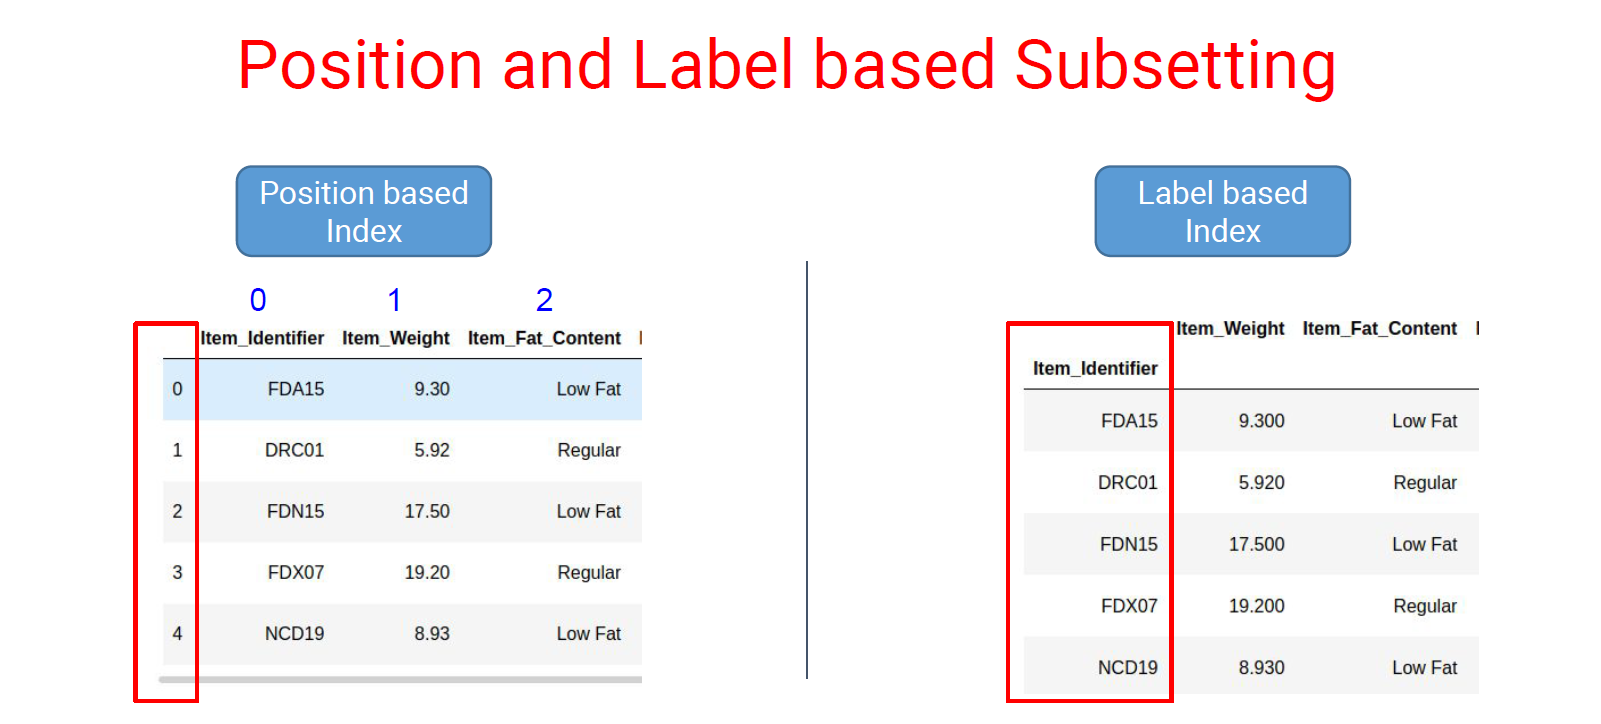 Position and Label based Subsetting
Position based
Index
0 1 2
Item_Identifier Item_Weight Item_Fat_Content
0 FDA15 9.30 Low Fat
1 DRC01 5.92 Regular
2 FDN15 17.50 Low Fat
3 FDX07 19.20 Regular
4 NCD19 8.93 Low Fat
Label based
Index
Item_Weight Item_Fat_Content
Item_Identifier
FDA15 9.300 Low Fat
DRC01 5.920 Regular
FDN15 17.500 Low Fat
FDX07 19.200 Regular
NCD19 8.930 Low Fat